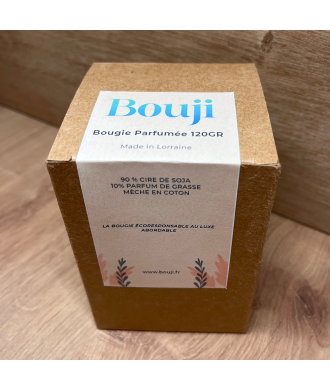 Bouji
Bougie Parfumée 120GR
Made in Lorraine
90 % CIRE DE SOJA
10% PARFUM DE GRASSE
MÈCHE EN COTON
LA BOUGIE ÉCORESPONSABLE AU LUXE
ABORDABLE
www.bouji.fr